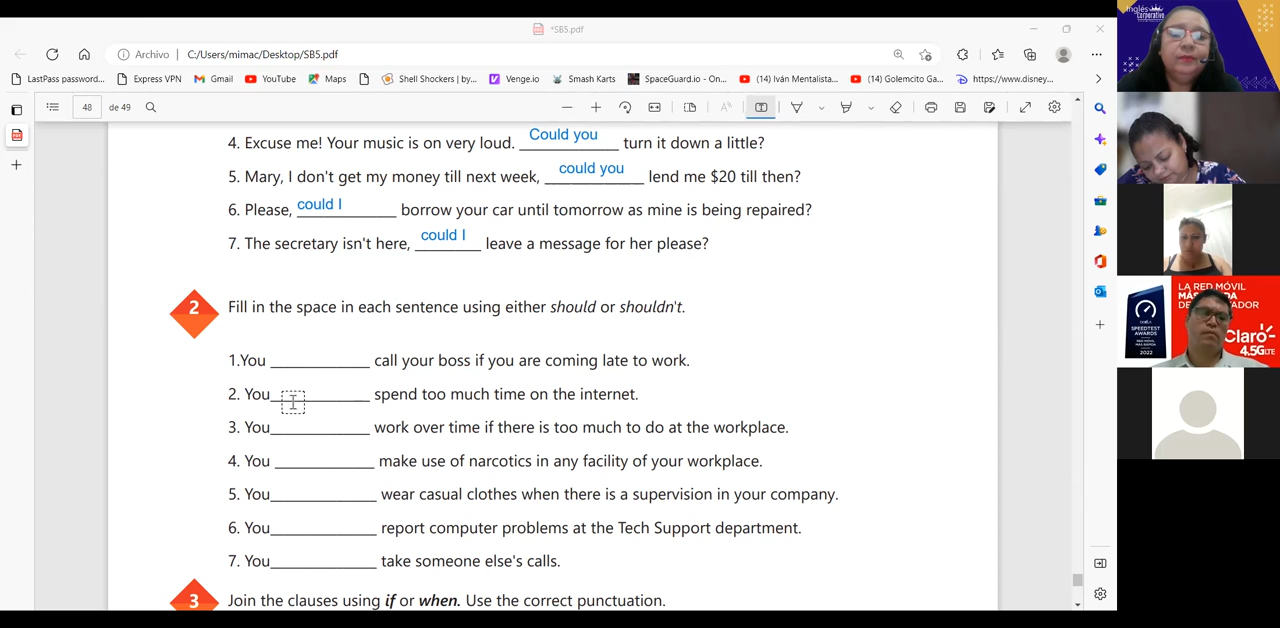 *SB5.pdf
Archivo | C:/Users/mimac/Desktop/SB5.pdf
LastPass password... Express VPN Gmail YouTube Maps Shell Shockers | by... Venge.io Smash Karts SpaceGuard.io - On... (14) Iván Mentalista... (14) Golemcito Ga... https://www.disney...
48 de 49
4. Excuse me! Your music is on very loud. Could you turn it down a little?
5. Mary, I don't get my money till next week, could you lend me $20 till then?
6. Please, could I borrow your car until tomorrow as mine is being repaired?
7. The secretary isn't here, could I leave a message for her please?
2 Fill in the space in each sentence using either should or shouldn't.
1.You ____________ call your boss if you are coming late to work.
2. You____________ spend too much time on the internet.
3. You____________ work over time if there is too much to do at the workplace.
4. You ____________ make use of narcotics in any facility of your workplace.
5. You_____________ wear casual clothes when there is a supervision in your company.
6. You_____________ report computer problems at the Tech Support department.
7. You_____________ take someone else's calls.
3 Join the clauses using if or when. Use the correct punctuation.
Inglés
Corporativo
LA RED MÓVIL
SPEEDTEST
AWARDS
2022
Claro
4.5G LTE